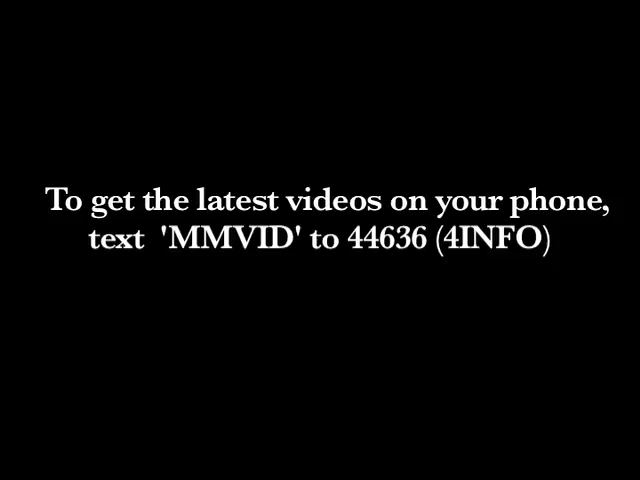 To get the latest videos on your phone,
text 'MMVID' to 44636 (4INFO)